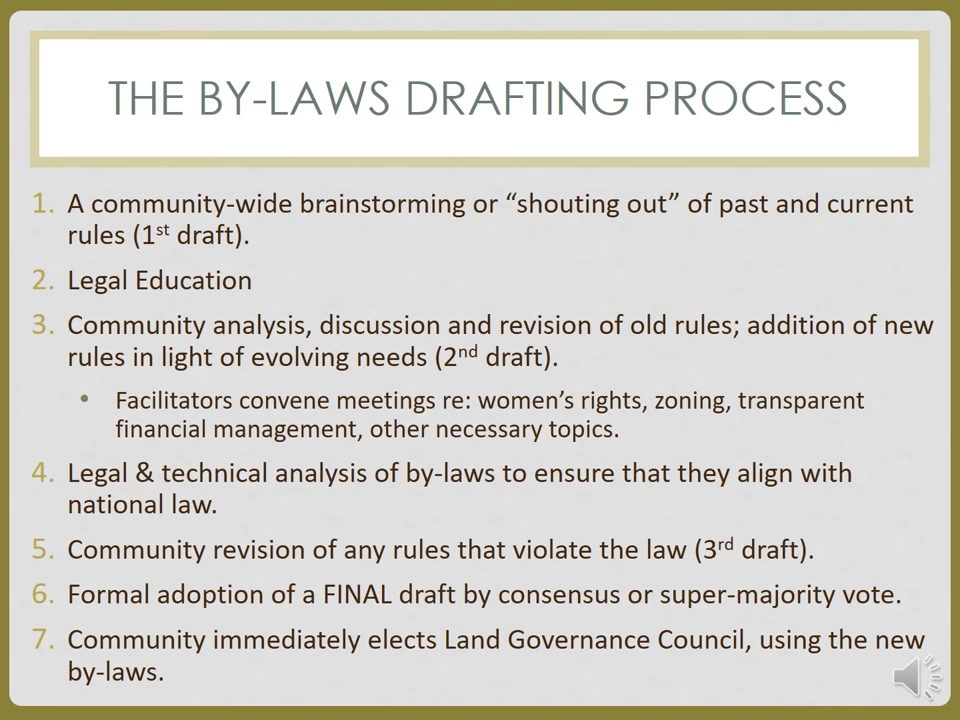 THE BY-LAWS DRAFTING PROCESS
1. A community-wide brainstorming or “shouting out” of past and current
rules (1st draft).
2. Legal Education
3. Community analysis, discussion and revision of old rules; addition of new
rules in light of evolving needs (2nd draft).
• Facilitators convene meetings re: women’s rights, zoning, transparent
financial management, other necessary topics.
4. Legal & technical analysis of by-laws to ensure that they align with
national law.
5. Community revision of any rules that violate the law (3rd draft).
6. Formal adoption of a FINAL draft by consensus or super-majority vote.
7. Community immediately elects Land Governance Council, using the new
by-laws.